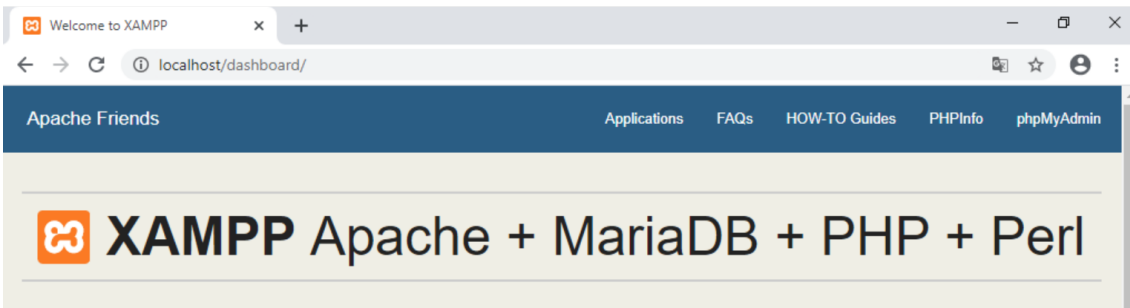 Welcome to XAMPP
localhost/dashboard/
Apache Friends Applications FAQs HOW-TO Guides PHPInfo phpMyAdmin
XAMPP Apache + MariaDB + PHP + Perl